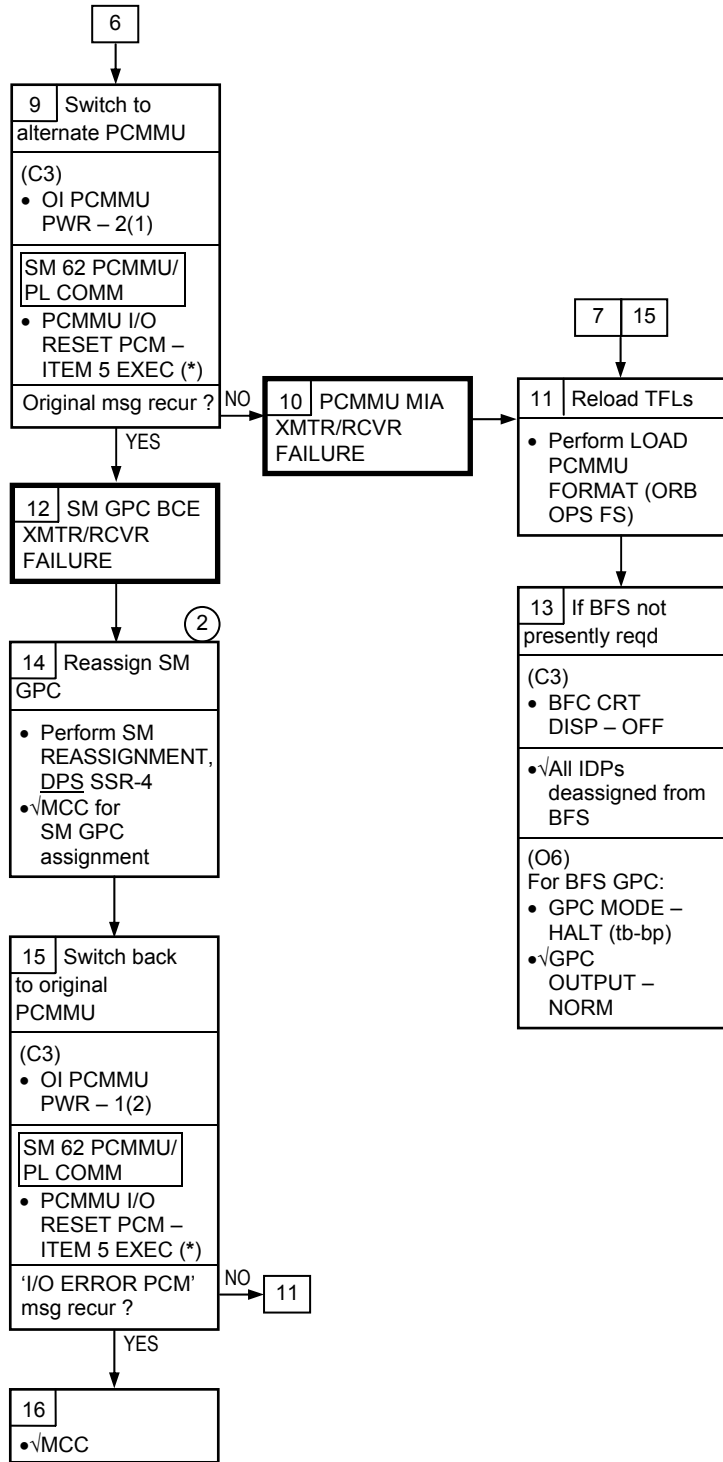 6
9 Switch to
alternate PCMMU
(C3)
• OI PCMMU
PWR – 2(1)
SM 62 PCMMU/
PL COMM
• PCMMU I/O
RESET PCM –
ITEM 5 EXEC (*)
Original msg recur ?
NO
YES
10 PCMMU MIA
XMTR/RCVR
FAILURE
7 15
11 Reload TFLs
• Perform LOAD
PCMMU
FORMAT (ORB
OPS FS)
12 SM GPC BCE
XMTR/RCVR
FAILURE
13 If BFS not
presently reqd
(C3)
• BFC CRT
DISP – OFF
•√All IDPs
deassigned from
BFS
(O6)
For BFS GPC:
• GPC MODE –
HALT (tb-bp)
•√GPC
OUTPUT –
NORM
2
14 Reassign SM
GPC
• Perform SM
REASSIGNMENT,
DPS SSR-4
•√MCC for
SM GPC
assignment
15 Switch back
to original
PCMMU
(C3)
• OI PCMMU
PWR – 1(2)
SM 62 PCMMU/
PL COMM
• PCMMU I/O
RESET PCM –
ITEM 5 EXEC (*)
‘I/O ERROR PCM’
msg recur ?
NO
11
YES
16
•√MCC